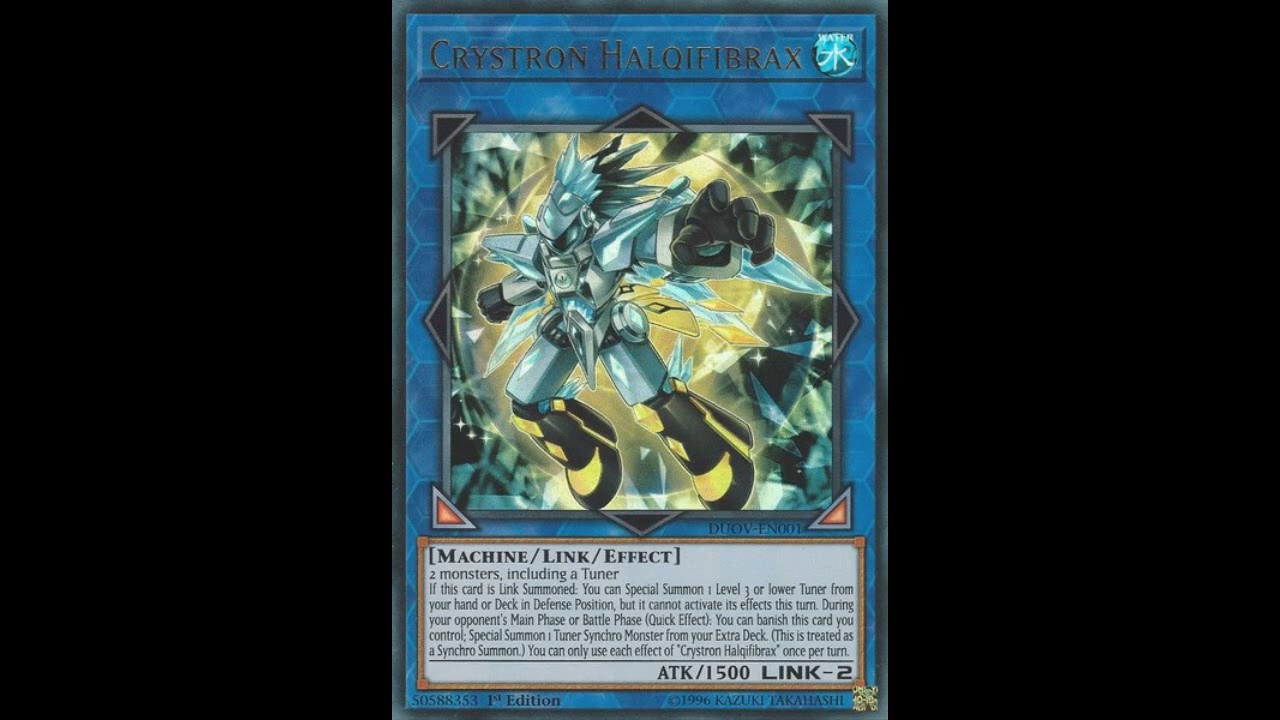 CRYSTRON HALQIFIBRAX
WATER
水
DUOV-EN001
[MACHINE/LINK/EFFECT]
2 monsters, including a Tuner
If this card is Link Summoned: You can Special Summon 1 Level 3 or lower Tuner from
your hand or Deck in Defense Position, but it cannot activate its effects this turn. During
your opponent's Main Phase or Battle Phase (Quick Effect): You can banish this card you
control; Special Summon 1 Tuner Synchro Monster from your Extra Deck. (This is treated as
a Synchro Summon.) You can only use each effect of "Crystron Halqifibrax" once per turn.
ATK/1500 LINK-2
50588353 1st Edition ©1996 KAZUKI TAKAHASHI